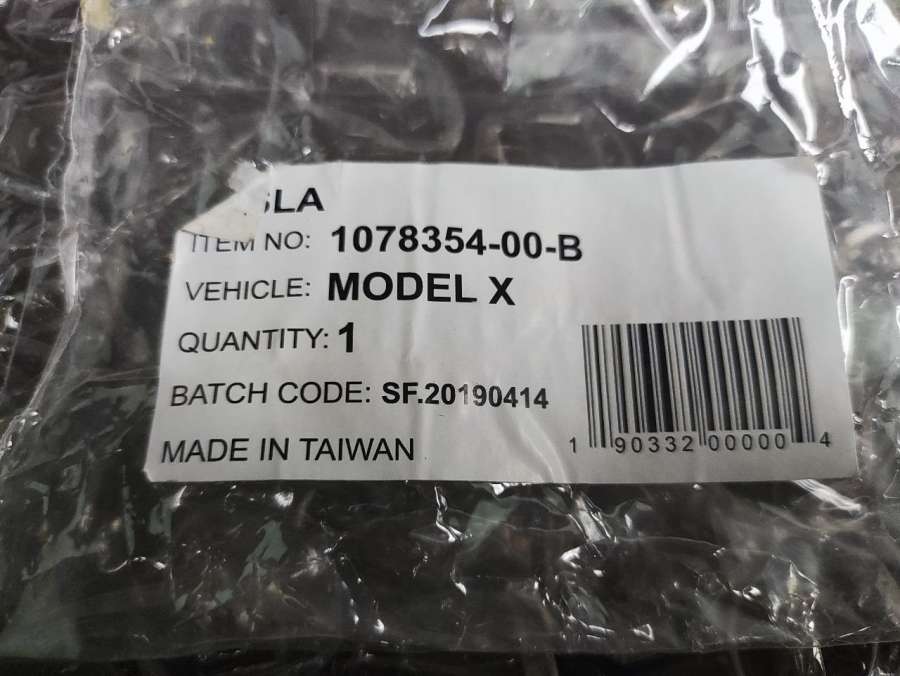 SLA
ITEM NO: 1078354-00-B
VEHICLE: MODEL X
QUANTITY: 1
BATCH CODE: SF.20190414
MADE IN TAIWAN
1 90332 00000 4